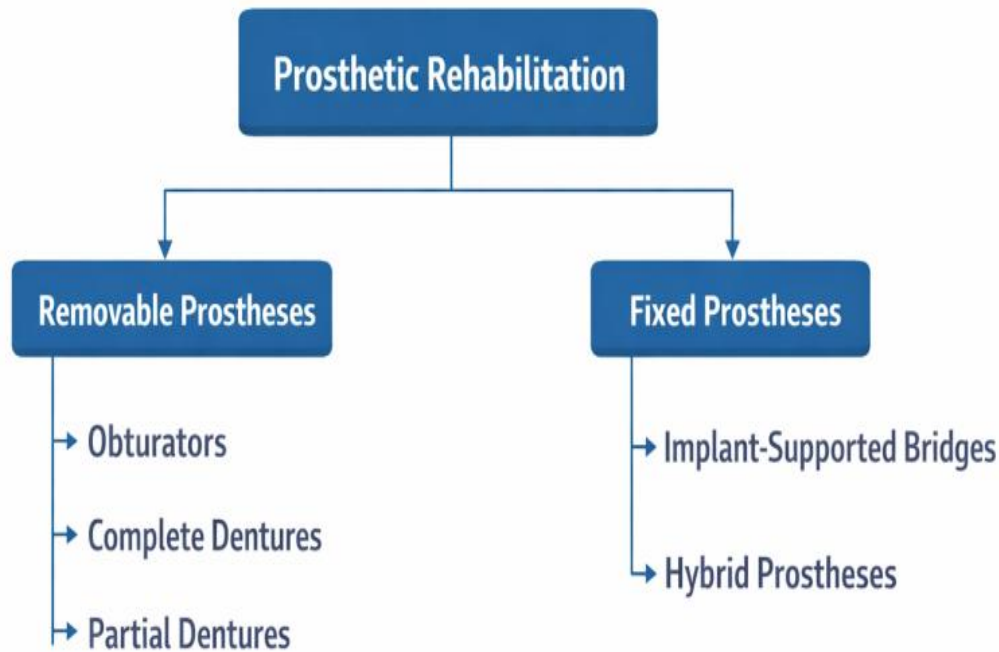 Prosthetic Rehabilitation
Removable Prostheses
Obturators
Complete Dentures
Partial Dentures
Fixed Prostheses
Implant-Supported Bridges
Hybrid Prostheses